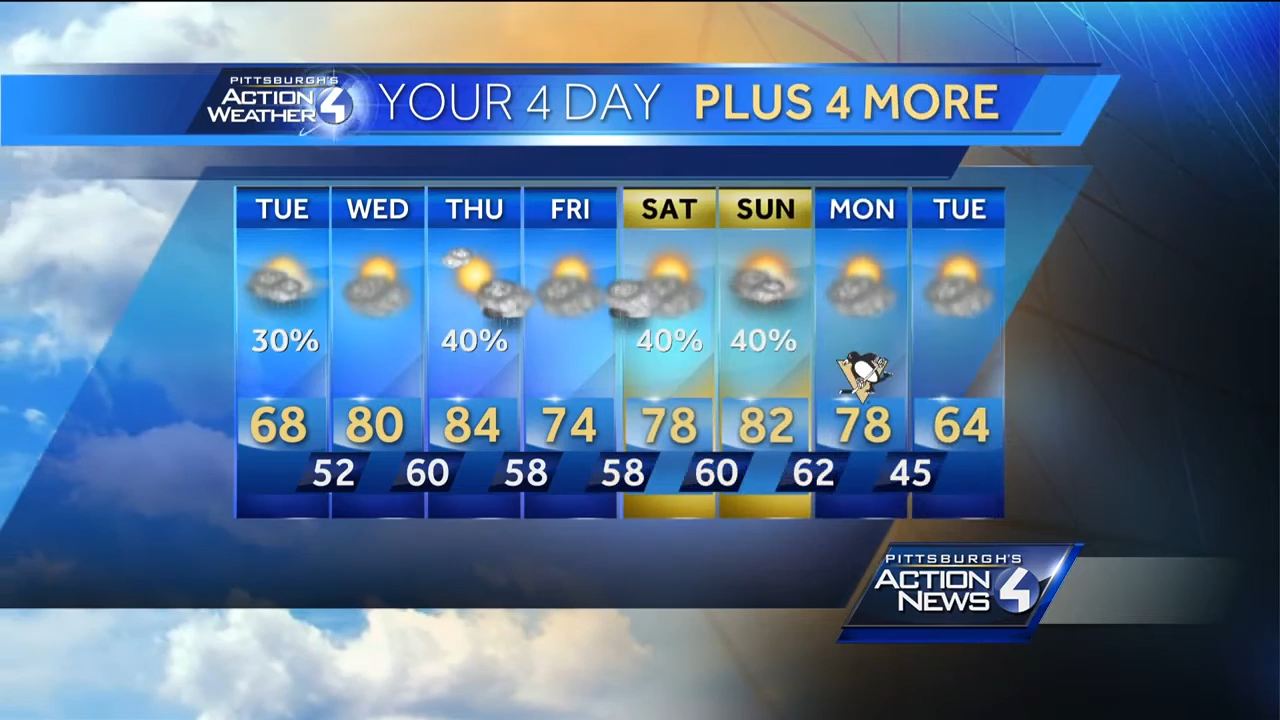 PITTSBURGH'S
ACTION
WEATHER 4
YOUR 4 DAY PLUS 4 MORE
TUE WED THU FRI SAT SUN MON TUE
30% 40% 40% 40%
68 80 84 74 78 82 78 64
52 60 58 58 60 62 45
PITTSBURGH'S
ACTION
NEWS 4